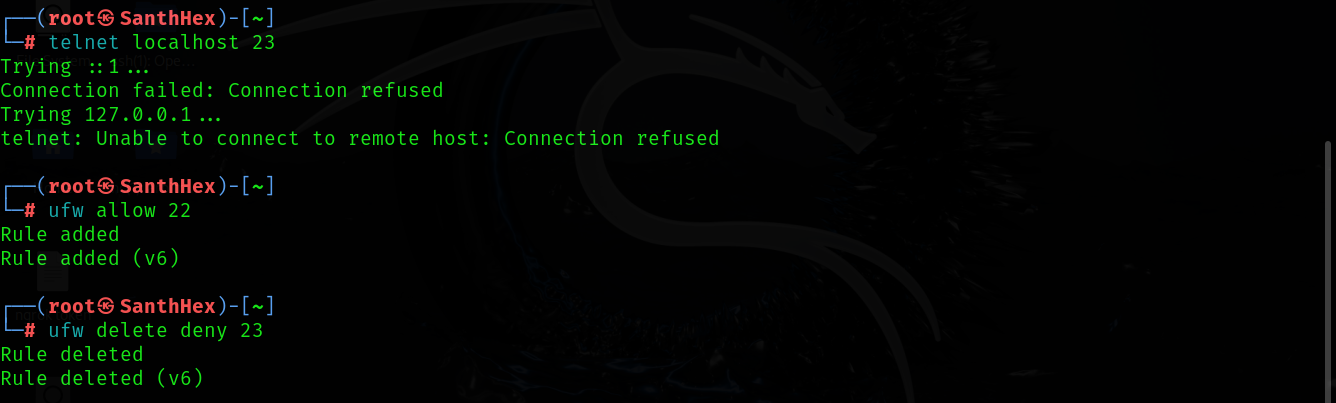 ┌──(root㉿SanthHex)-[~]
└─# telnet localhost 23
Trying ::1...
Connection failed: Connection refused
Trying 127.0.0.1...
telnet: Unable to connect to remote host: Connection refused
┌──(root㉿SanthHex)-[~]
└─# ufw allow 22
Rule added
Rule added (v6)
┌──(root㉿SanthHex)-[~]
└─# ufw delete deny 23
Rule deleted
Rule deleted (v6)